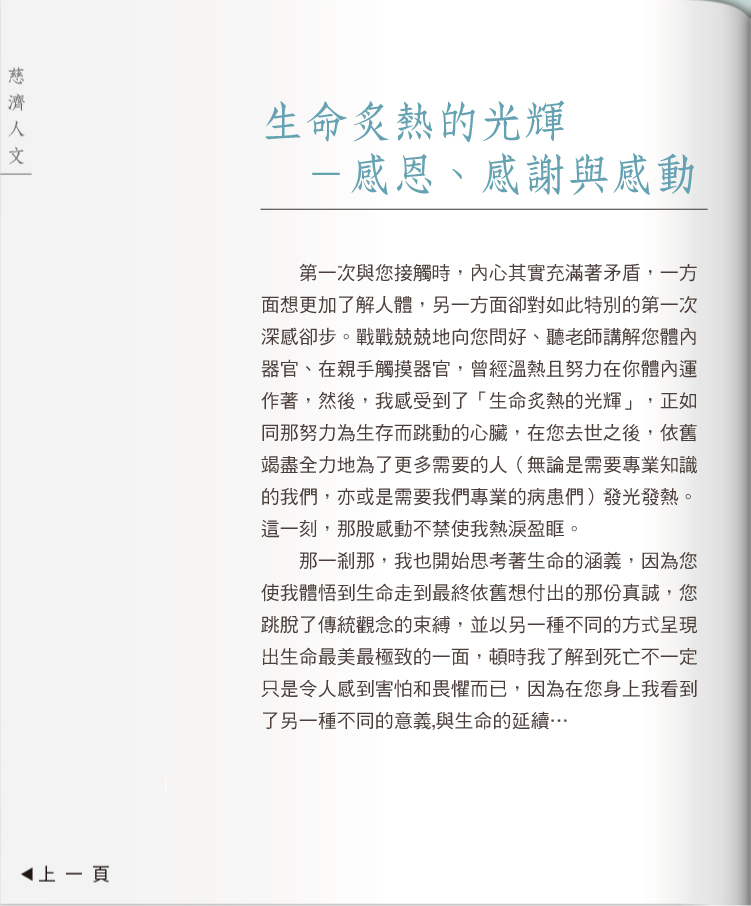 慈濟人文
生命炙熱的光輝
－感恩、感謝與感動
第一次與您接觸時，內心其實充滿著矛盾，一方
面想更加了解人體，另一方面卻對如此特別的第一次
深感卻步。戰戰兢兢地向您問好、聽老師講解您體內
器官、在親手觸摸器官，曾經溫熱且努力在你體內運
作著，然後，我感受到了「生命炙熱的光輝」，正如
同那努力為生存而跳動的心臟，在您去世之後，依舊
竭盡全力地為了更多需要的人（無論是需要專業知識
的我們，亦或是需要我們專業的病患們）發光發熱。
這一刻，那股感動不禁使我熱淚盈眶。
那一剎那，我也開始思考著生命的涵義，因為您
使我體悟到生命走到最終依舊想付出的那份真誠，您
跳脫了傳統觀念的束縛，並以另一種不同的方式呈現
出生命最美最極致的一面，頓時我了解到死亡不一定
只是令人感到害怕和畏懼而已，因為在您身上我看到
了另一種不同的意義,與生命的延續…
◀上一頁